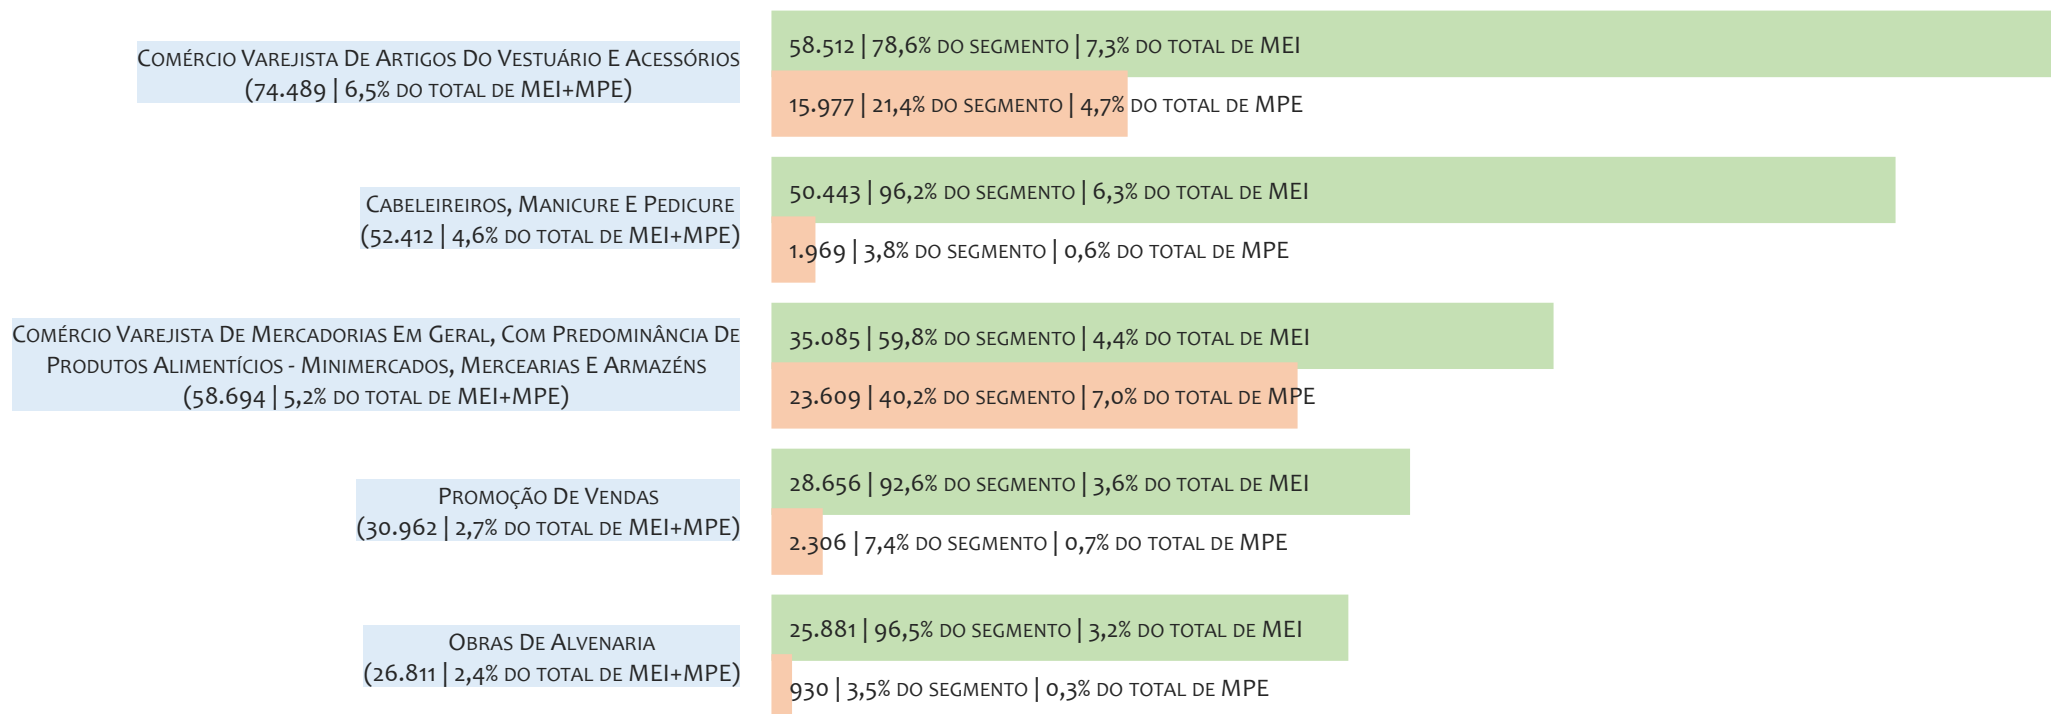 Comércio Varejista De Artigos Do Vestuário E Acessórios
(74.489 | 6,5% do total de MEI+MPE)
58.512 | 78,6% do segmento | 7,3% do total de MEI
15.977 | 21,4% do segmento | 4,7% do total de MPE
Cabeleireiros, Manicure E Pedicure
(52.412 | 4,6% do total de MEI+MPE)
50.443 | 96,2% do segmento | 6,3% do total de MEI
1.969 | 3,8% do segmento | 0,6% do total de MPE
Comércio Varejista De Mercadorias Em Geral, Com Predominância De
Produtos Alimentícios - Minimercados, Mercearias E Armazéns
(58.694 | 5,2% do total de MEI+MPE)
35.085 | 59,8% do segmento | 4,4% do total de MEI
23.609 | 40,2% do segmento | 7,0% do total de MPE
Promoção De Vendas
(30.962 | 2,7% do total de MEI+MPE)
28.656 | 92,6% do segmento | 3,6% do total de MEI
2.306 | 7,4% do segmento | 0,7% do total de MPE
Obras De Alvenaria
(26.811 | 2,4% do total de MEI+MPE)
25.881 | 96,5% do segmento | 3,2% do total de MEI
930 | 3,5% do segmento | 0,3% do total de MPE